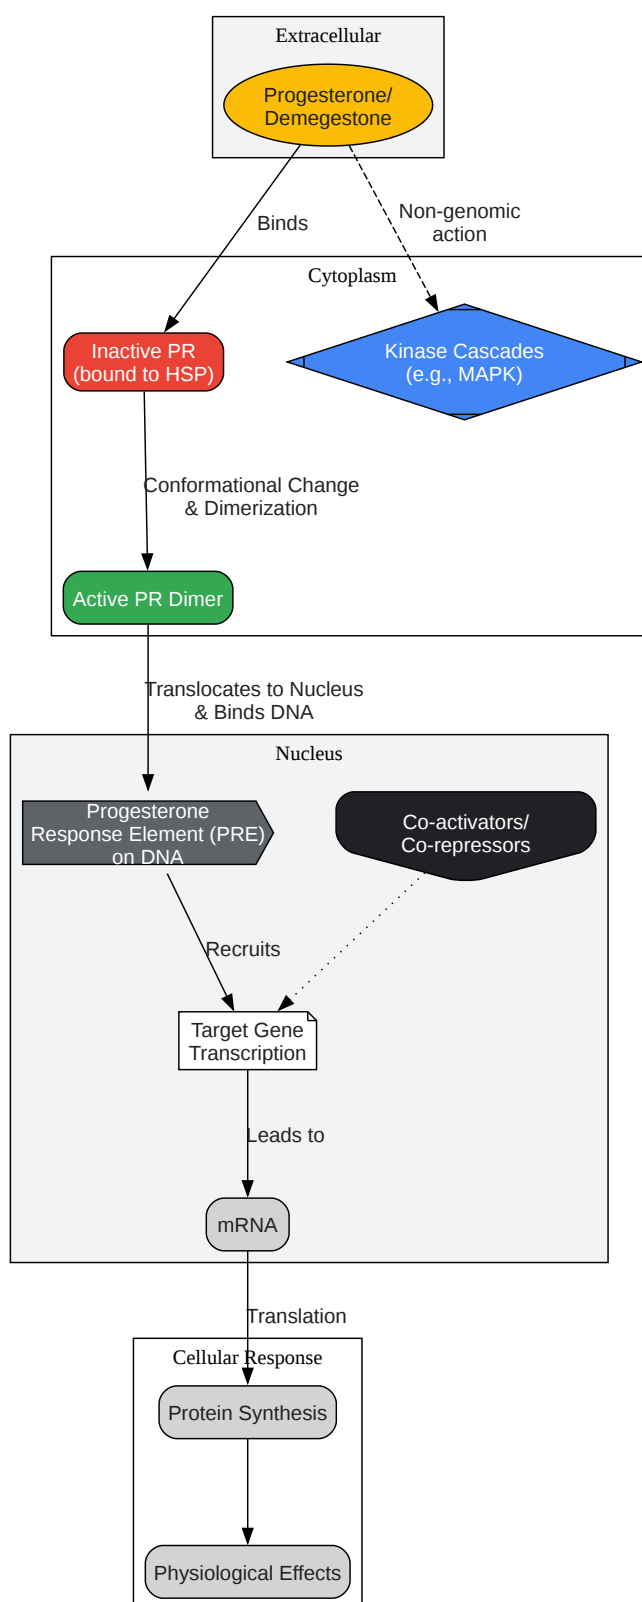 Extracellular
Progesterone/
Demegestone
Binds
Non-genomic
action
Cytoplasm
Inactive PR
(bound to HSP)
Kinase Cascades
(e.g., MAPK)
Conformational Change
& Dimerization
Active PR Dimer
Translocates to Nucleus
& Binds DNA
Nucleus
Progesterone
Response Element (PRE)
on DNA
Co-activators/
Co-repressors
Recruits
Target Gene
Transcription
Leads to
mRNA
Translation
Cellular Response
Protein Synthesis
Physiological Effects